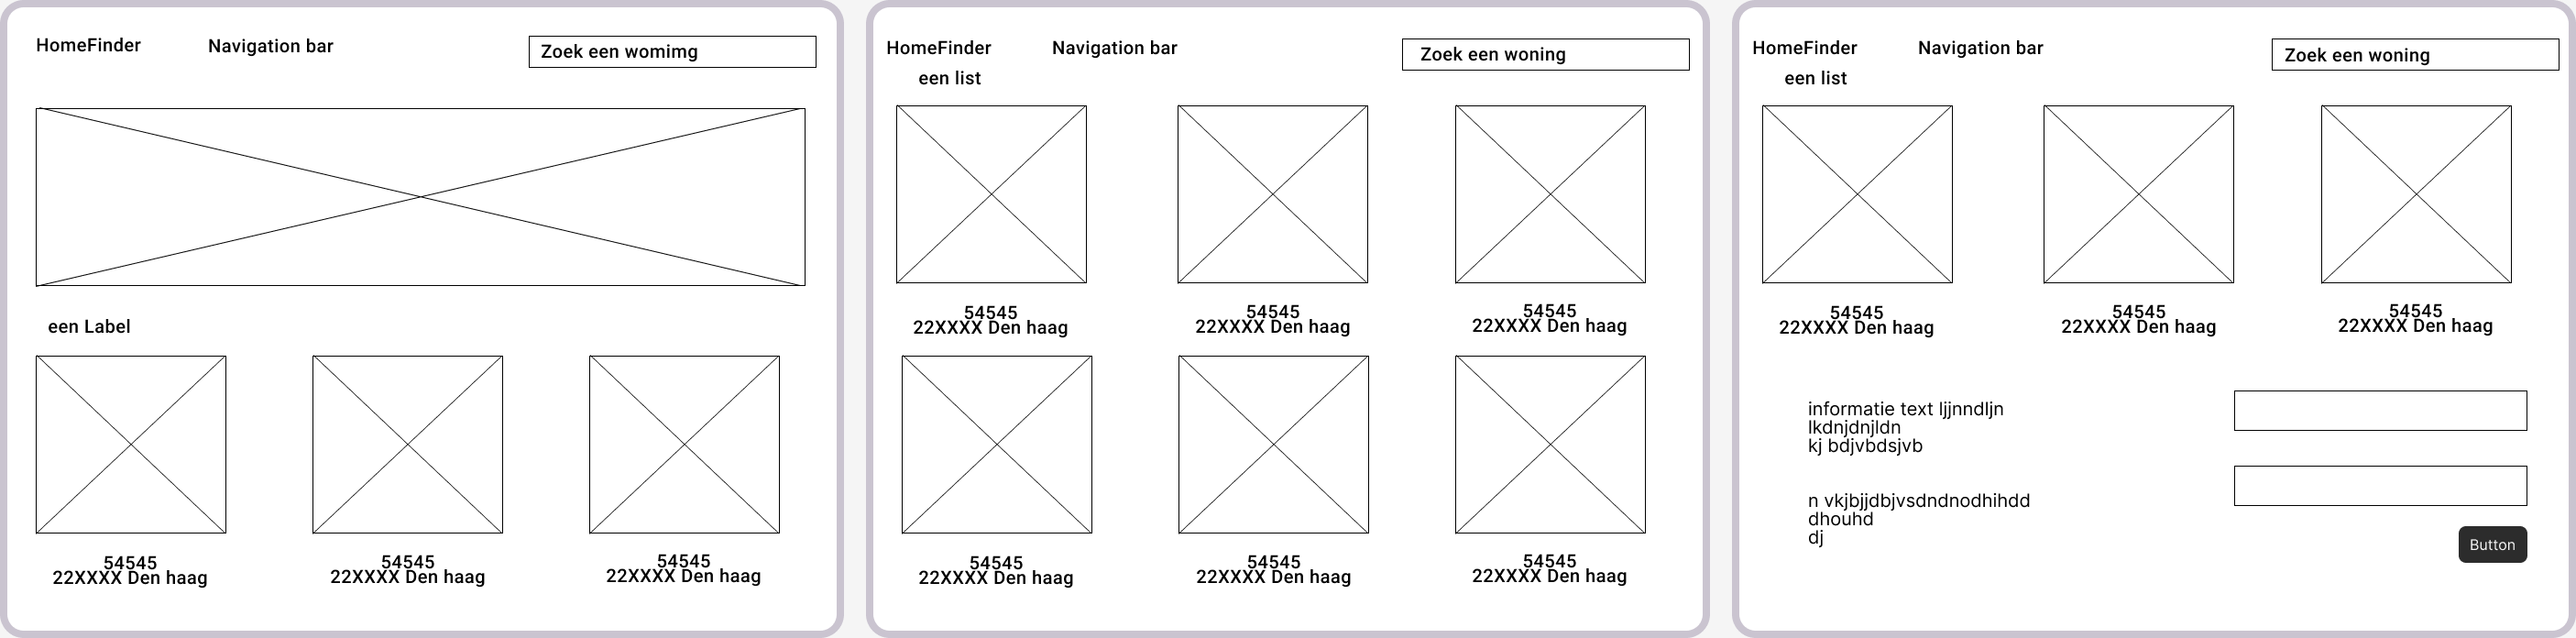 HomeFinder
Navigation bar
Zoek een womimg
een Label
54545
22XXXX Den haag
54545
22XXXX Den haag
54545
22XXXX Den haag
HomeFinder
Navigation bar
Zoek een woning
een list
54545
22XXXX Den haag
54545
22XXXX Den haag
54545
22XXXX Den haag
54545
22XXXX Den haag
54545
22XXXX Den haag
54545
22XXXX Den haag
HomeFinder
Navigation bar
Zoek een woning
een list
54545
22XXXX Den haag
54545
22XXXX Den haag
54545
22XXXX Den haag
informatie text ljjnndljn
lkdnjdnjldn
kj bdjvbdsjvb
n vkjbjjdbjvsdndnodhihdd
dhouhd
dj
Button